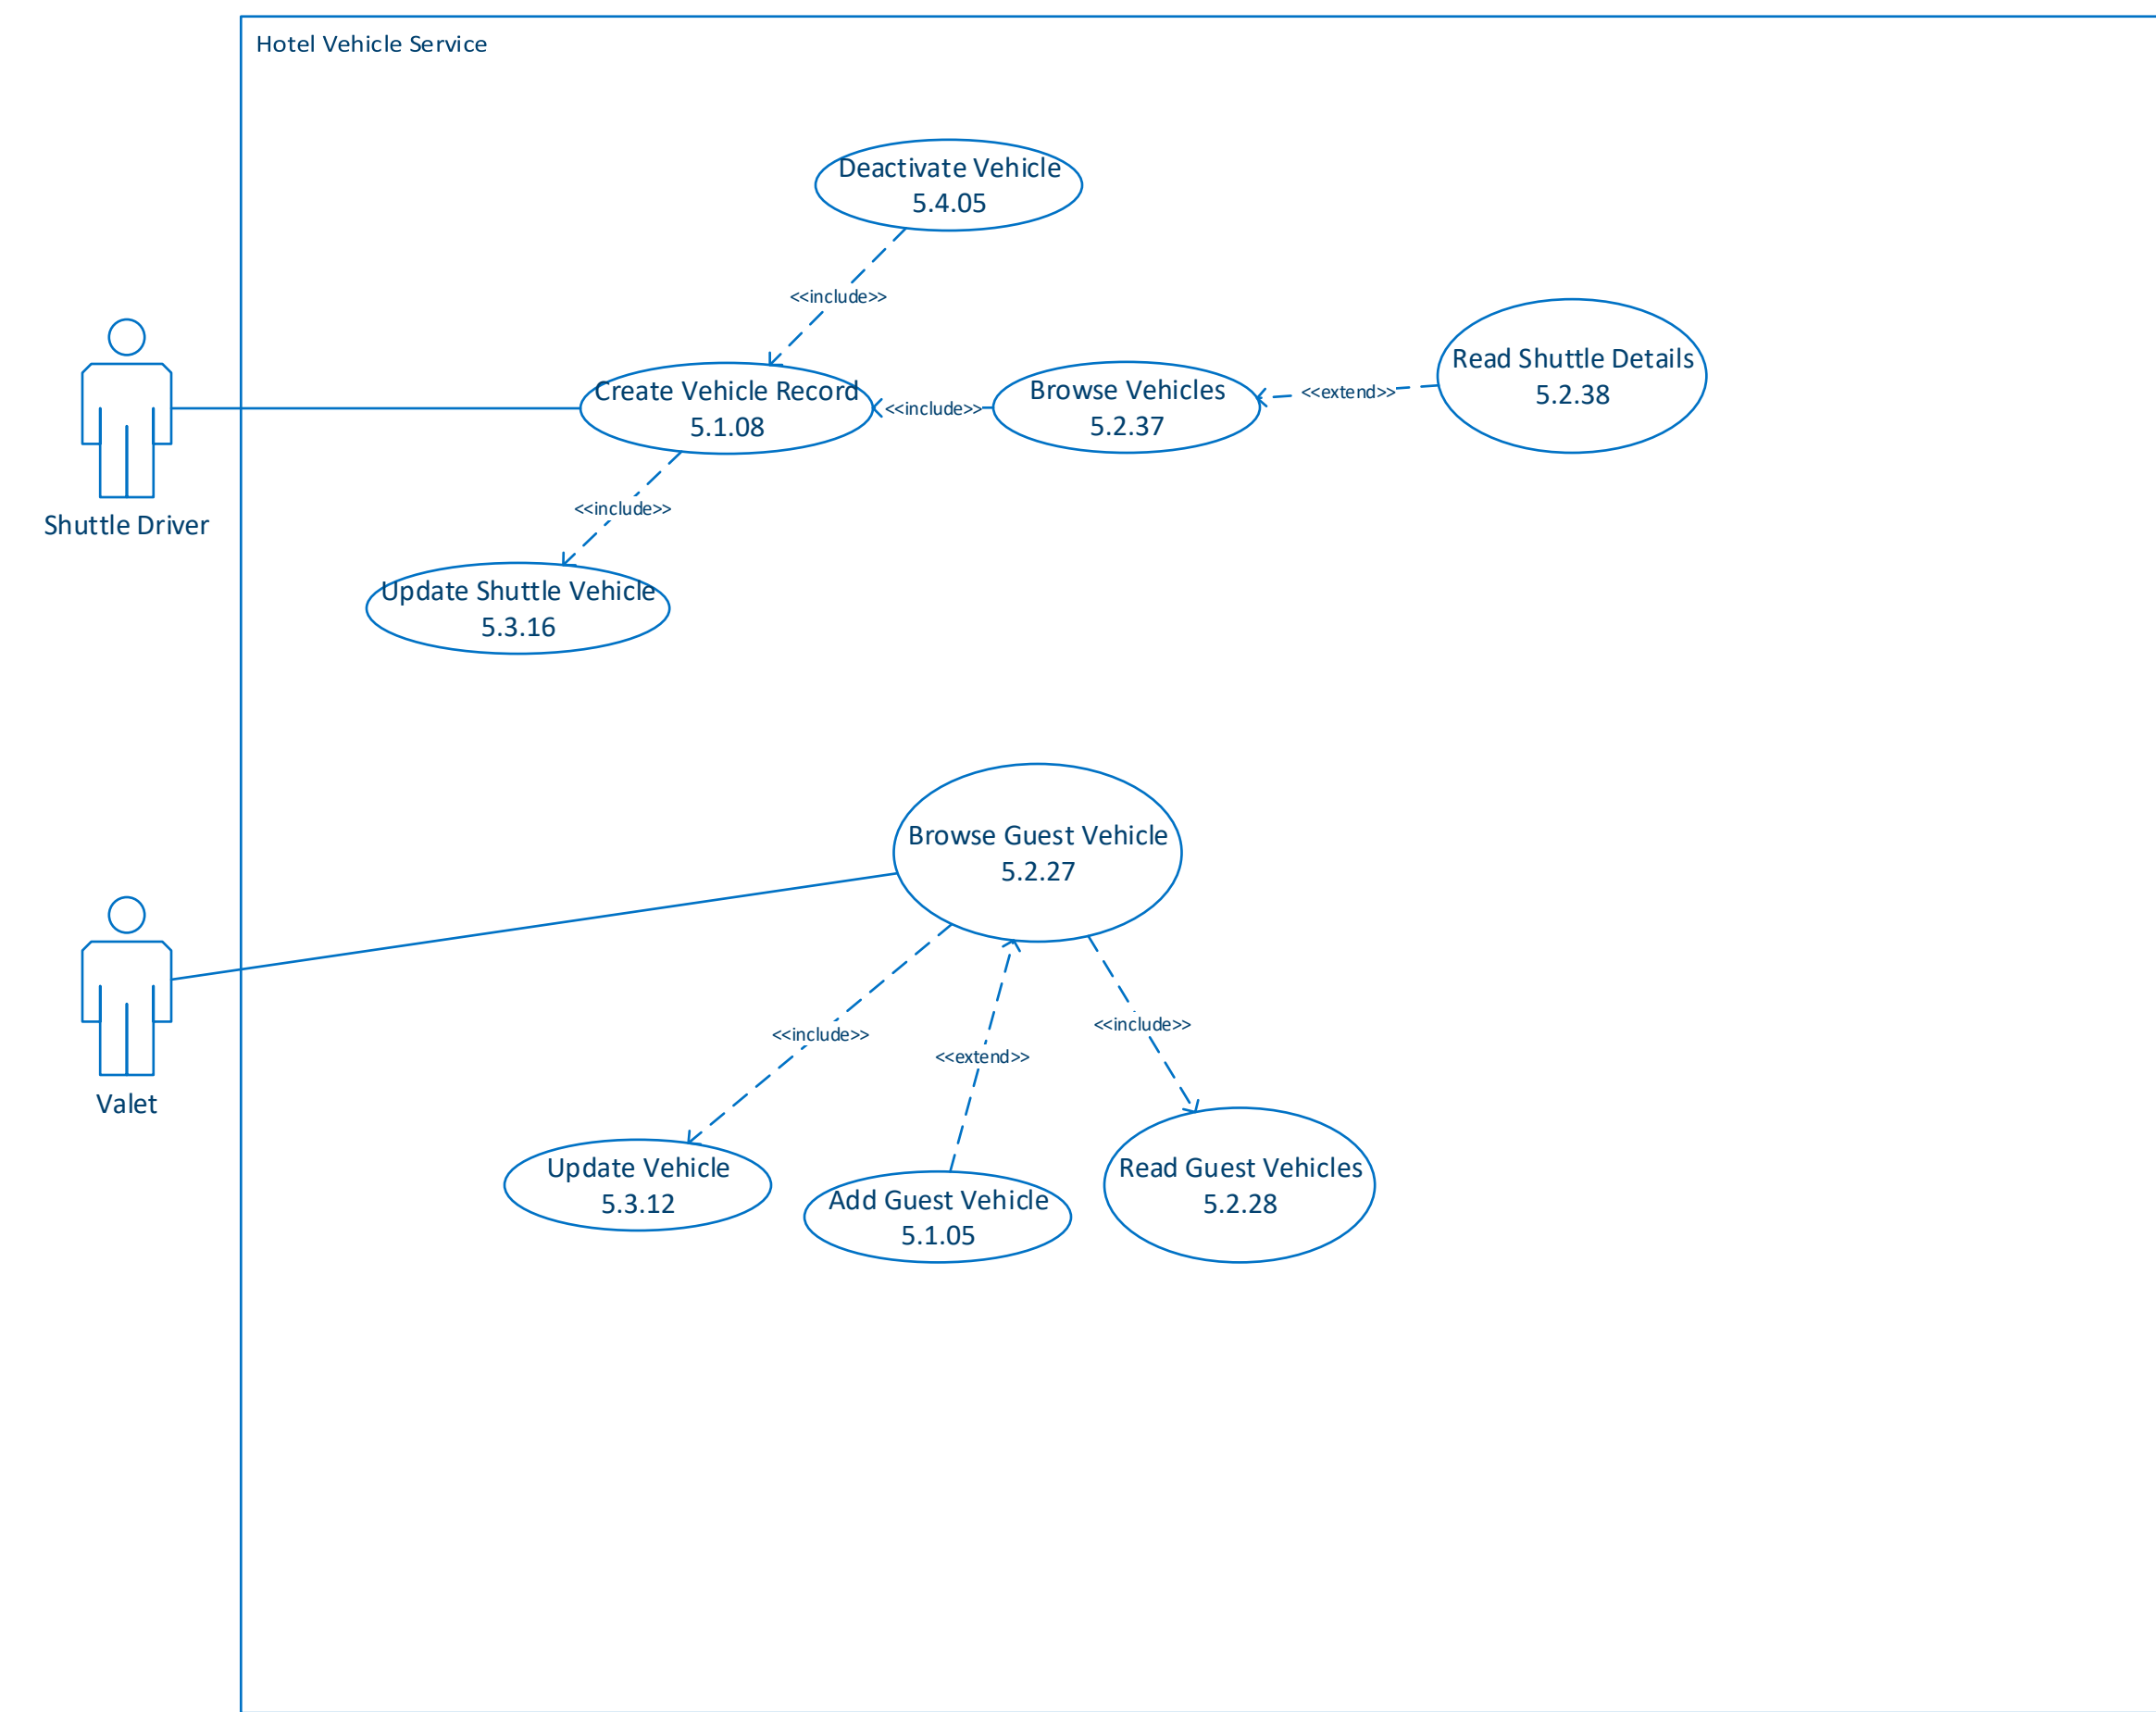 Hotel Vehicle Service
Deactivate Vehicle
5.4.05
<<include>>
Create Vehicle Record
5.1.08
<<include>>
Browse Vehicles
5.2.37
<<extend>>
Read Shuttle Details
5.2.38
Shuttle Driver
<<include>>
Update Shuttle Vehicle
5.3.16
Browse Guest Vehicle
5.2.27
Valet
<<include>>
<<extend>>
<<include>>
Update Vehicle
5.3.12
Add Guest Vehicle
5.1.05
Read Guest Vehicles
5.2.28